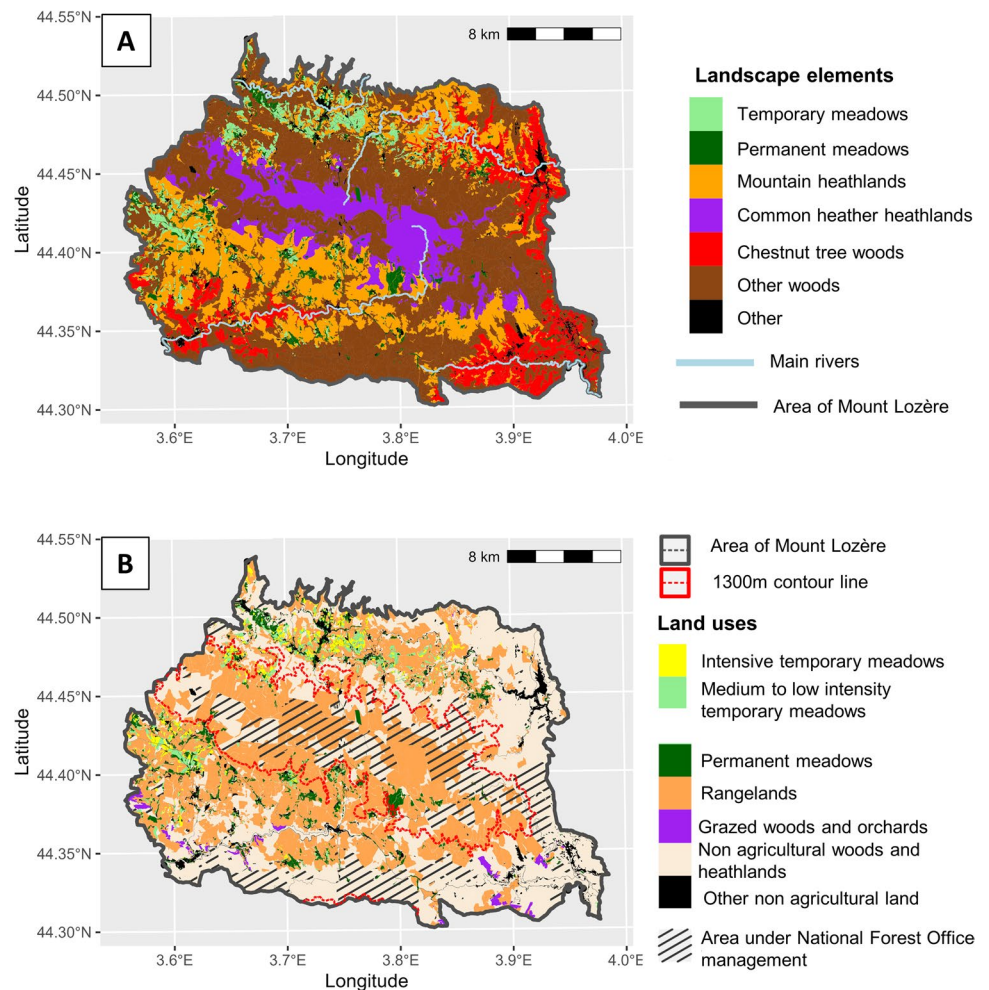 A
8 km
44.55°N
44.50°N
44.45°N
44.40°N
44.35°N
44.30°N
Latitude
3.6°E
3.7°E
3.8°E
3.9°E
4.0°E
Longitude
Landscape elements
Temporary meadows
Permanent meadows
Mountain heathlands
Common heather heathlands
Chestnut tree woods
Other woods
Other
Main rivers
Area of Mount Lozère
B
8 km
44.55°N
44.50°N
44.45°N
44.40°N
44.35°N
44.30°N
Latitude
3.6°E
3.7°E
3.8°E
3.9°E
4.0°E
Longitude
Area of Mount Lozère
1300m contour line
Land uses
Intensive temporary meadows
Medium to low intensity
temporary meadows
Permanent meadows
Rangelands
Grazed woods and orchards
Non agricultural woods and
heathlands
Other non agricultural land
Area under National Forest Office
management